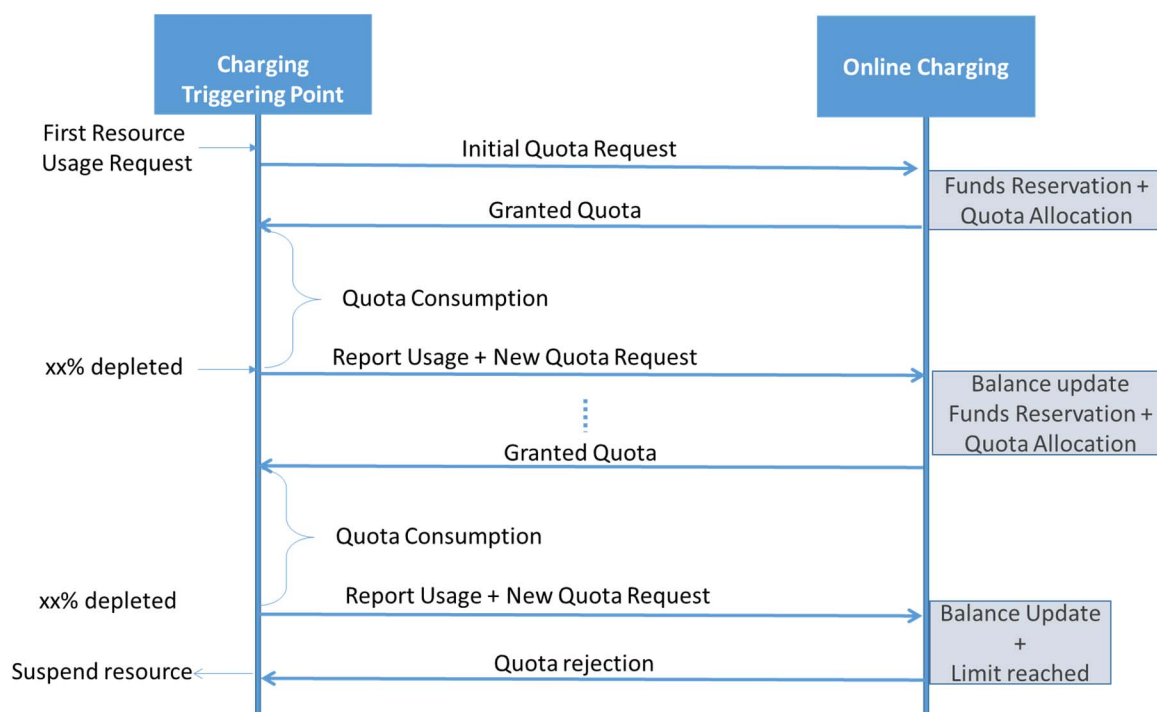 Charging
Triggering Point
Online Charging
First Resource
Usage Request
Initial Quota Request
Funds Reservation +
Quota Allocation
Granted Quota
Quota Consumption
xx% depleted
Report Usage + New Quota Request
Balance update
Funds Reservation +
Quota Allocation
Granted Quota
Quota Consumption
xx% depleted
Report Usage + New Quota Request
Balance Update
+
Limit reached
Quota rejection
Suspend resource